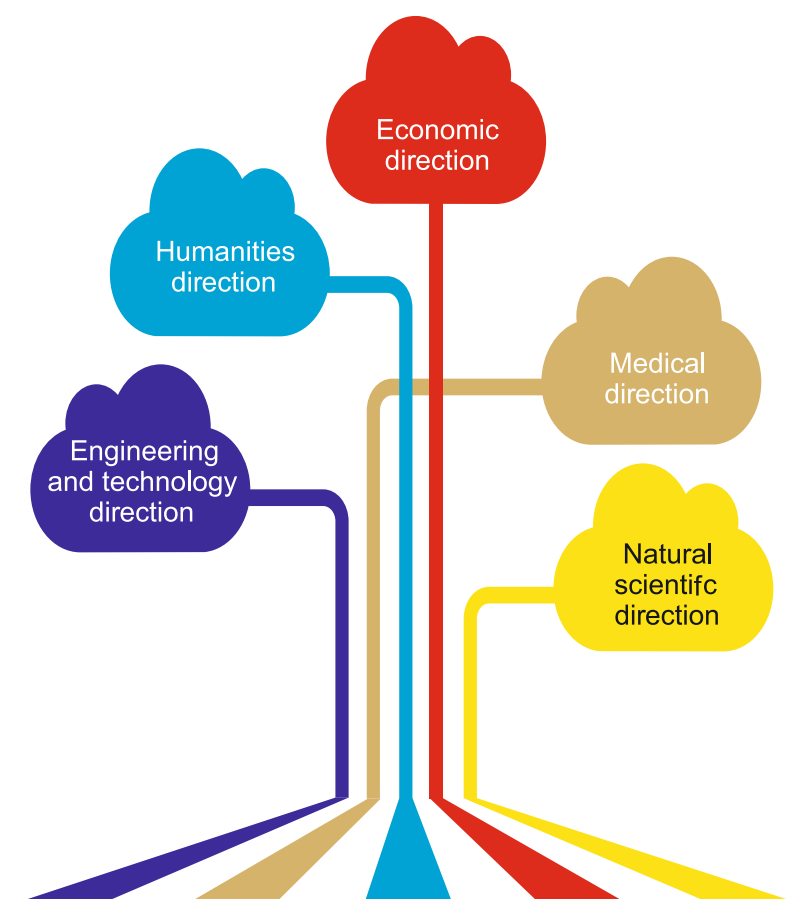 Economic
direction
Humanities
direction
Medical
direction
Engineering
and technology
direction
Natural
scientifc
direction